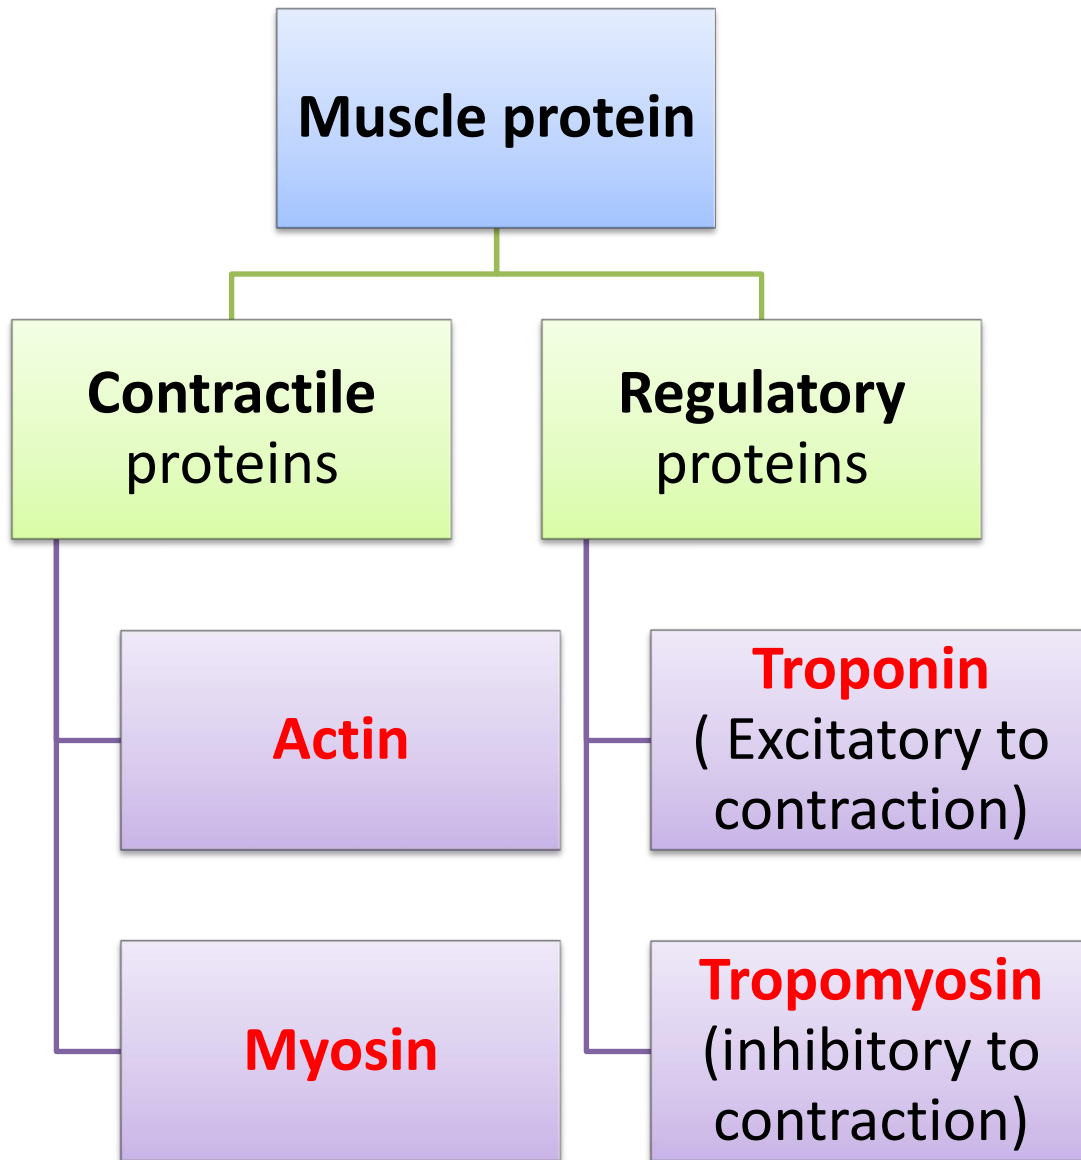 Muscle protein
Contractile
proteins
Regulatory
proteins
Actin
Troponin
( Excitatory to
contraction)
Myosin
Tropomyosin
(inhibitory to
contraction)